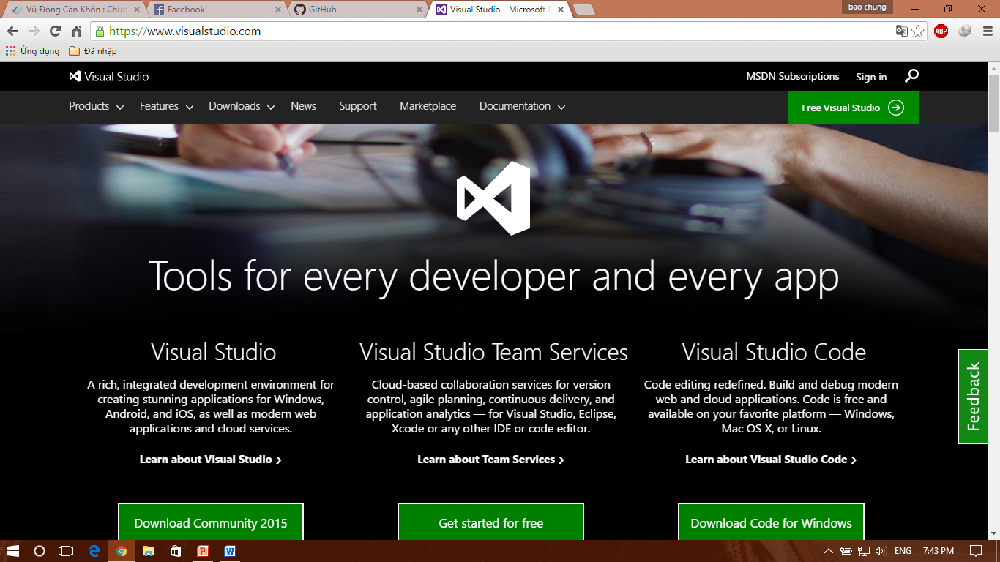 Vũ Động Càn Khôn : Chươ
Facebook
GitHub
Visual Studio - Microsoft D
bao chung
https://www.visualstudio.com
ABP
Ứng dụng
Đã nhập
Visual Studio
MSDN Subscriptions
Sign in
Products
Features
Downloads
News
Support
Marketplace
Documentation
Free Visual Studio
Tools for every developer and every app
Visual Studio
A rich, integrated development environment for
creating stunning applications for Windows,
Android, and iOS, as well as modern web
applications and cloud services.
Learn about Visual Studio
Download Community 2015
Visual Studio Team Services
Cloud-based collaboration services for version
control, agile planning, continuous delivery, and
application analytics — for Visual Studio, Eclipse,
Xcode or any other IDE or code editor.
Learn about Team Services
Get started for free
Visual Studio Code
Code editing redefined. Build and debug modern
web and cloud applications. Code is free and
available on your favorite platform — Windows,
Mac OS X, or Linux.
Learn about Visual Studio Code
Download Code for Windows
Feedback
ENG
7:43 PM